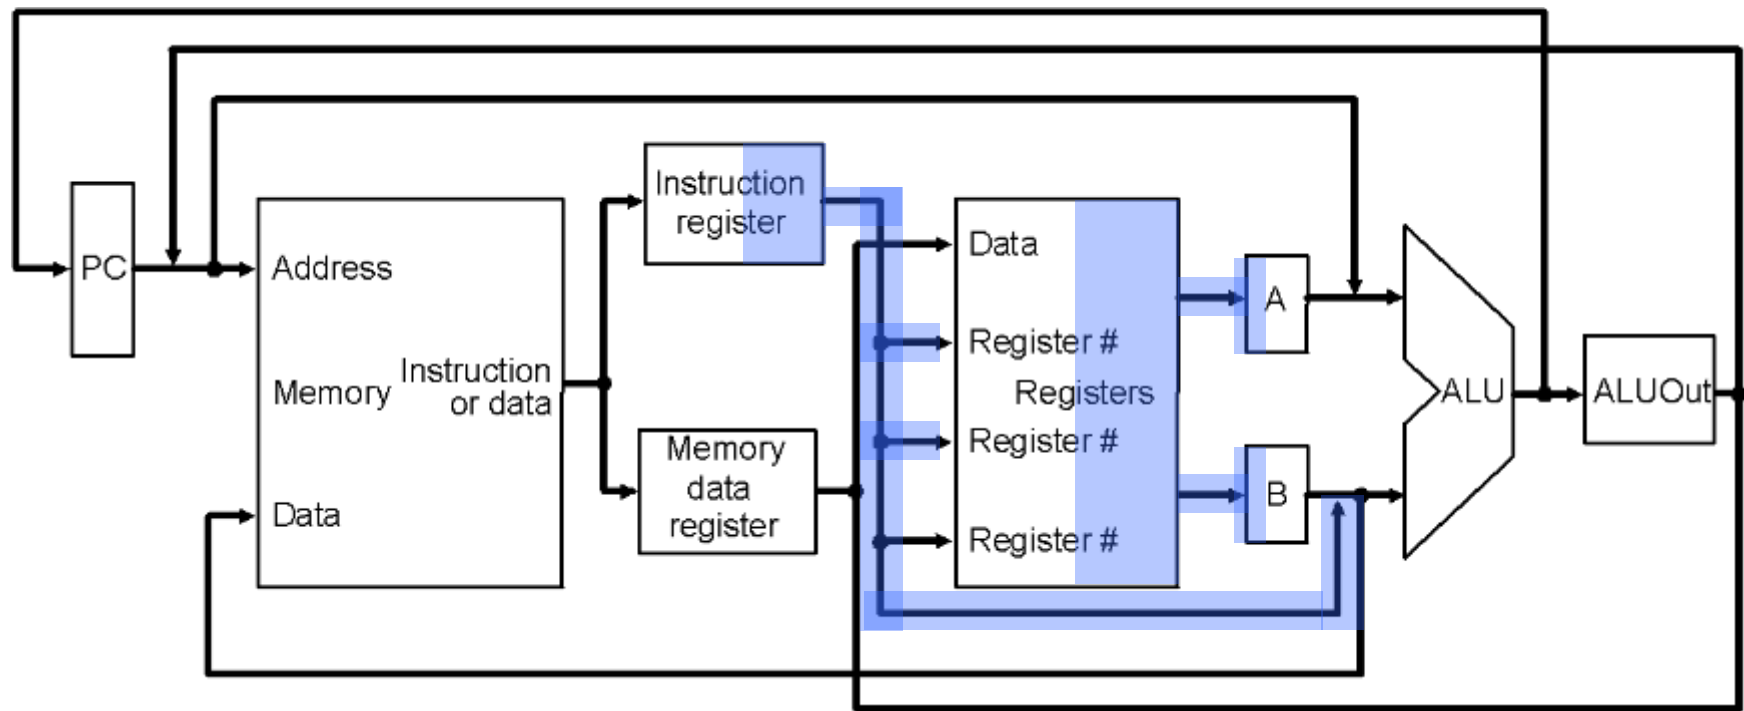 PC
Address
Memory
Instruction
or data
Data
Instruction
register
Memory
data
register
Data
Register #
Registers
Register #
Register #
A
B
ALU
ALUOut